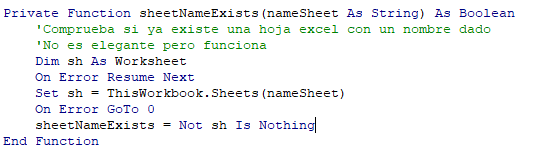 Private Function sheetNameExists(nameSheet As String) As Boolean
'Comprueba si ya existe una hoja excel con un nombre dado
'No es elegante pero funciona
Dim sh As Worksheet
On Error Resume Next
Set sh = ThisWorkbook.Sheets(nameSheet)
On Error GoTo 0
sheetNameExists = Not sh Is Nothing
End Function